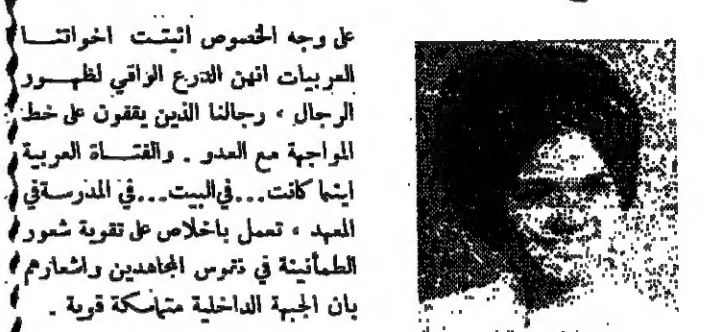 على وجه الخصوص اثبتت اخواتنا
العربيات انهن الدرع الواقي لظهور
الرجال ، رجالنا الذين يقفون على خط
المواجهة مع العدو . والفتاة العربية
اينما كانت...في البيت...في المدرسة في
المعهد ، تعمل باخلاص على تقوية شعور
الطمأنينة في نفوس المجاهدين واشعارهم
بان الجبهة الداخلية متماسكة قوية .